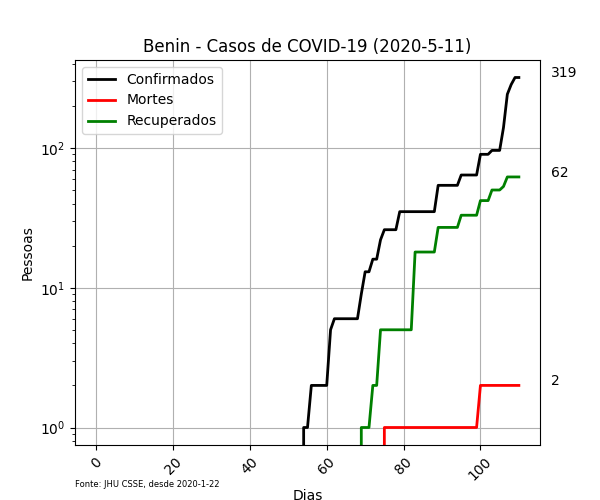 Benin - Casos de COVID-19 (2020-5-11)
Confirmados
Mortes
Recuperados
319
62
2
Pessoas
10²
10¹
10⁰
0 20 40 60 80 100
Fonte: JHU CSSE, desde 2020-1-22
Dias